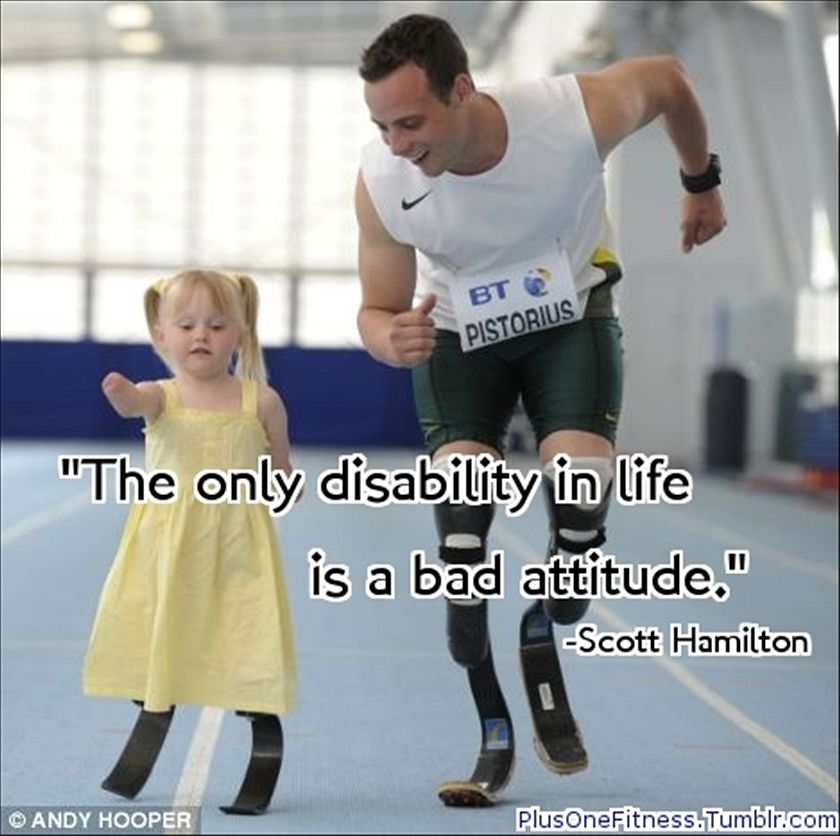 BT
PISTORIUS
"The only disability in life
is a bad attitude."
-Scott Hamilton
© ANDY HOOPER
PlusOneFitness.Tumblr.com